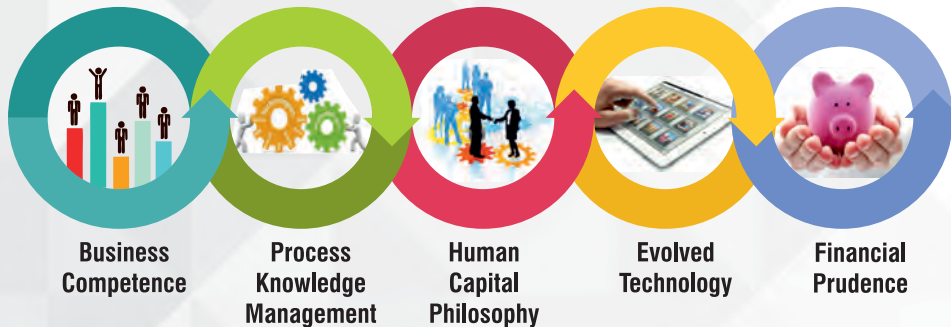 Business
Competence
Process
Knowledge
Management
Human
Capital
Philosophy
Evolved
Technology
Financial
Prudence